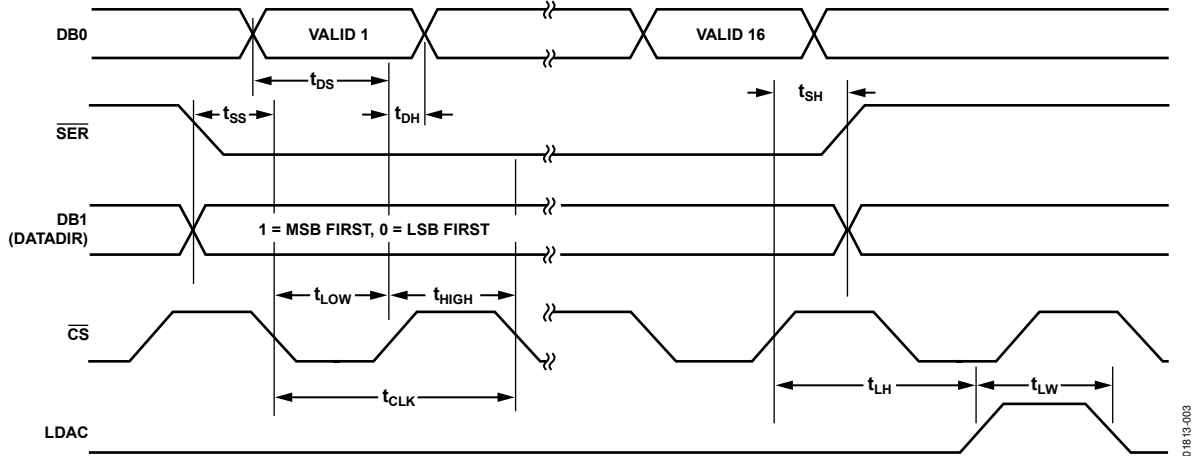 DB0
VALID 1
VALID 16
tDS
tSH
tSS
tDH
SER
DB1
(DATADIR)
1 = MSB FIRST, 0 = LSB FIRST
tLOW
tHIGH
CS
tCLK
tLH
tLW
LDAC
01813-003